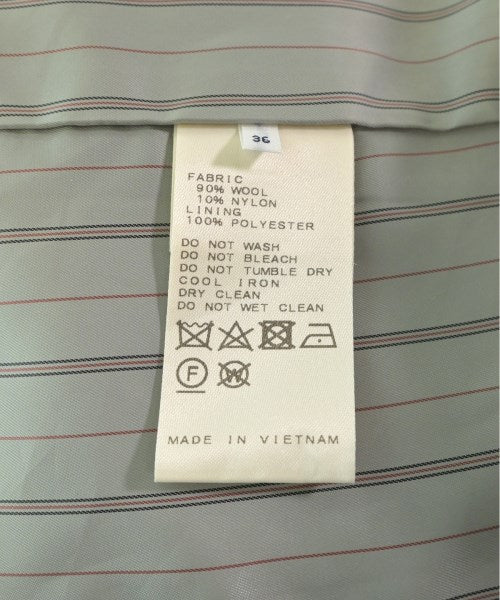 36
FABRIC
90% WOOL
10% NYLON
LINING
100% POLYESTER
DO NOT WASH
DO NOT BLEACH
DO NOT TUMBLE DRY
COOL IRON
DRY CLEAN
DO NOT WET CLEAN
F W
MADE IN VIETNAM